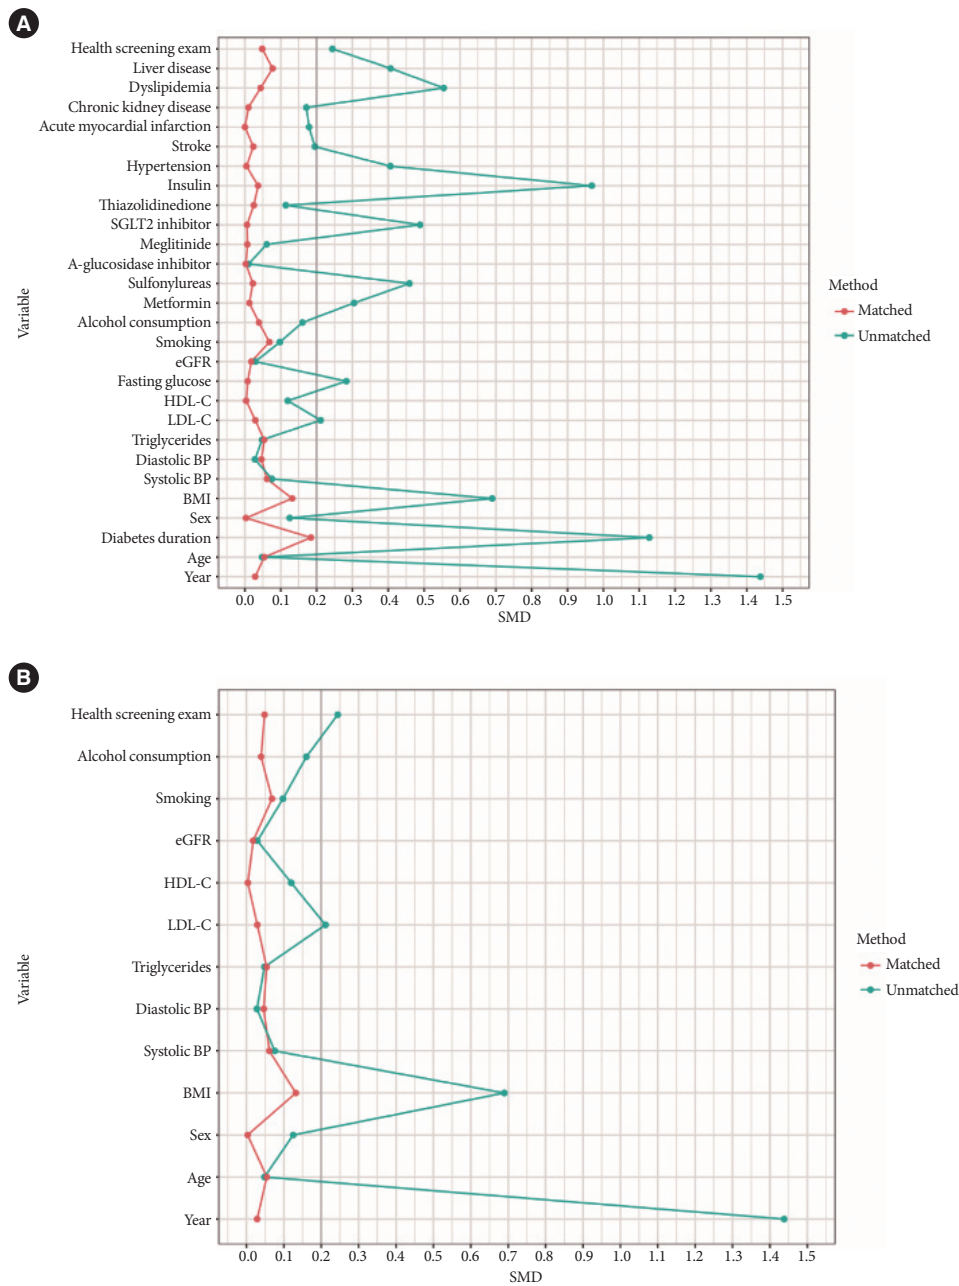 A
Health screening exam
Liver disease
Dyslipidemia
Chronic kidney disease
Acute myocardial infarction
Stroke
Hypertension
Insulin
Thiazolidinedione
SGLT2 inhibitor
Meglitinide
A-glucosidase inhibitor
Sulfonylureas
Metformin
Alcohol consumption
Smoking
eGFR
Fasting glucose
HDL-C
LDL-C
Triglycerides
Diastolic BP
Systolic BP
BMI
Sex
Diabetes duration
Age
Year
Variable
0.0 0.1 0.2 0.3 0.4 0.5 0.6 0.7 0.8 0.9 1.0 1.1 1.2 1.3 1.4 1.5
SMD
Method
Matched
Unmatched
B
Health screening exam
Alcohol consumption
Smoking
eGFR
HDL-C
LDL-C
Triglycerides
Diastolic BP
Systolic BP
BMI
Sex
Age
Year
Variable
0.0 0.1 0.2 0.3 0.4 0.5 0.6 0.7 0.8 0.9 1.0 1.1 1.2 1.3 1.4 1.5
SMD
Method
Matched
Unmatched